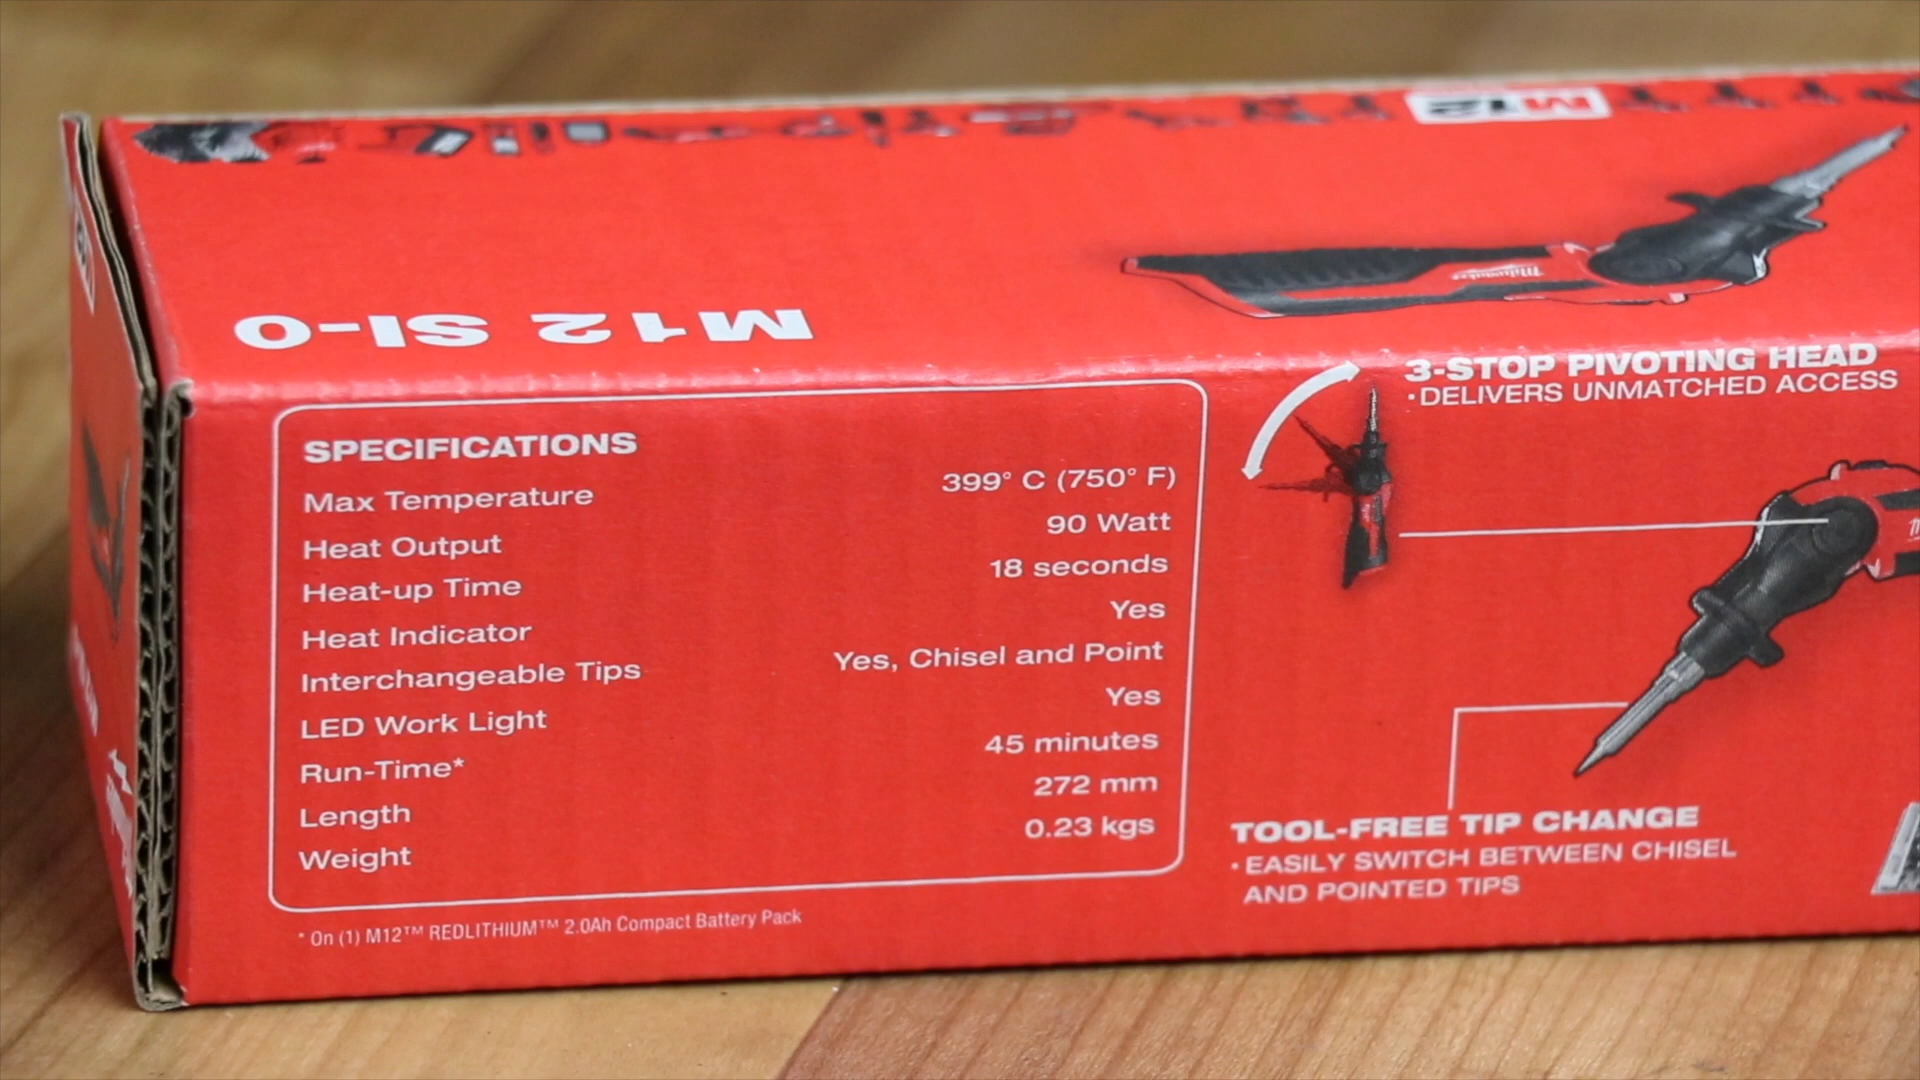 M12
Milwaukee
M12 SI-0
SPECIFICATIONS
Max Temperature 399° C (750° F)
Heat Output 90 Watt
Heat-up Time 18 seconds
Heat Indicator Yes
Interchangeable Tips Yes, Chisel and Point
LED Work Light Yes
Run-Time* 45 minutes
Length 272 mm
Weight 0.23 kgs
* On (1) M12™ REDLITHIUM™ 2.0Ah Compact Battery Pack
3-STOP PIVOTING HEAD
• DELIVERS UNMATCHED ACCESS
TOOL-FREE TIP CHANGE
• EASILY SWITCH BETWEEN CHISEL
AND POINTED TIPS